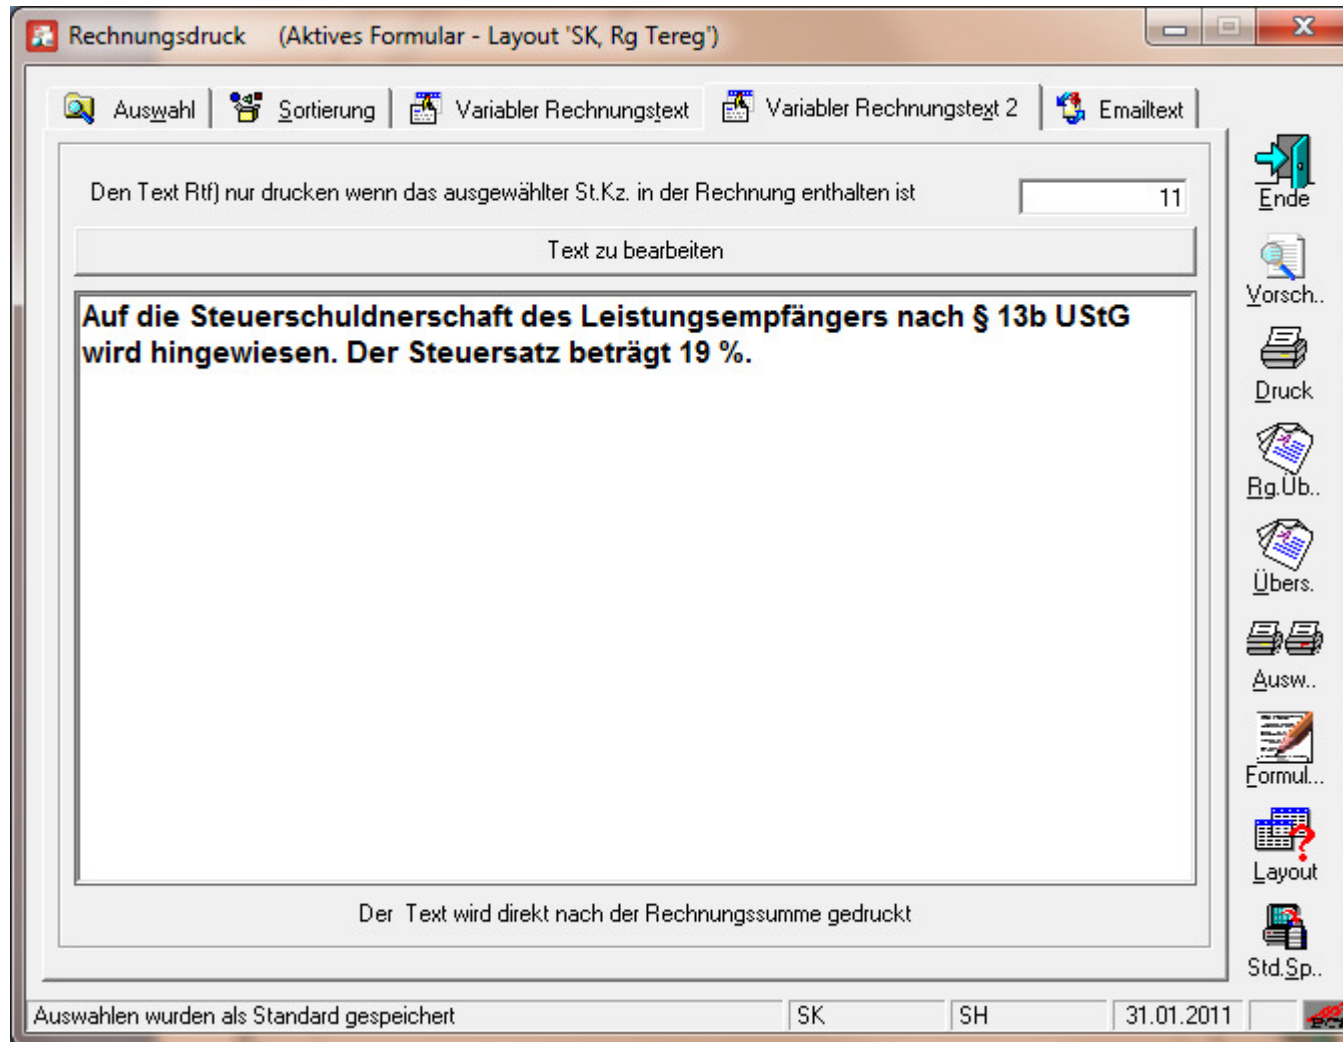 Rechnungsdruck (Aktives Formular - Layout 'SK, Rg Tereg')
Auswahl Sortierung Variabler Rechnungstext Variabler Rechnungstext 2 Emailtext
Den Text Rtf) nur drucken wenn das ausgewählter St.Kz. in der Rechnung enthalten ist 11
Text zu bearbeiten
Auf die Steuerschuldnerschaft des Leistungsempfängers nach § 13b UStG
wird hingewiesen. Der Steuersatz beträgt 19 %.
Der Text wird direkt nach der Rechnungssumme gedruckt
Ende
Vorsch..
Druck
Rg.Üb..
Übers.
Ausw..
Formul...
Layout
Std.Sp..
Auswahlen wurden als Standard gespeichert SK SH 31.01.2011